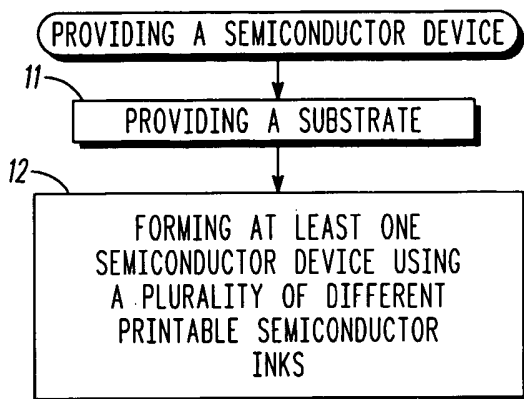 PROVIDING A SEMICONDUCTOR DEVICE
11
PROVIDING A SUBSTRATE
12
FORMING AT LEAST ONE
SEMICONDUCTOR DEVICE USING
A PLURALITY OF DIFFERENT
PRINTABLE SEMICONDUCTOR
INKS